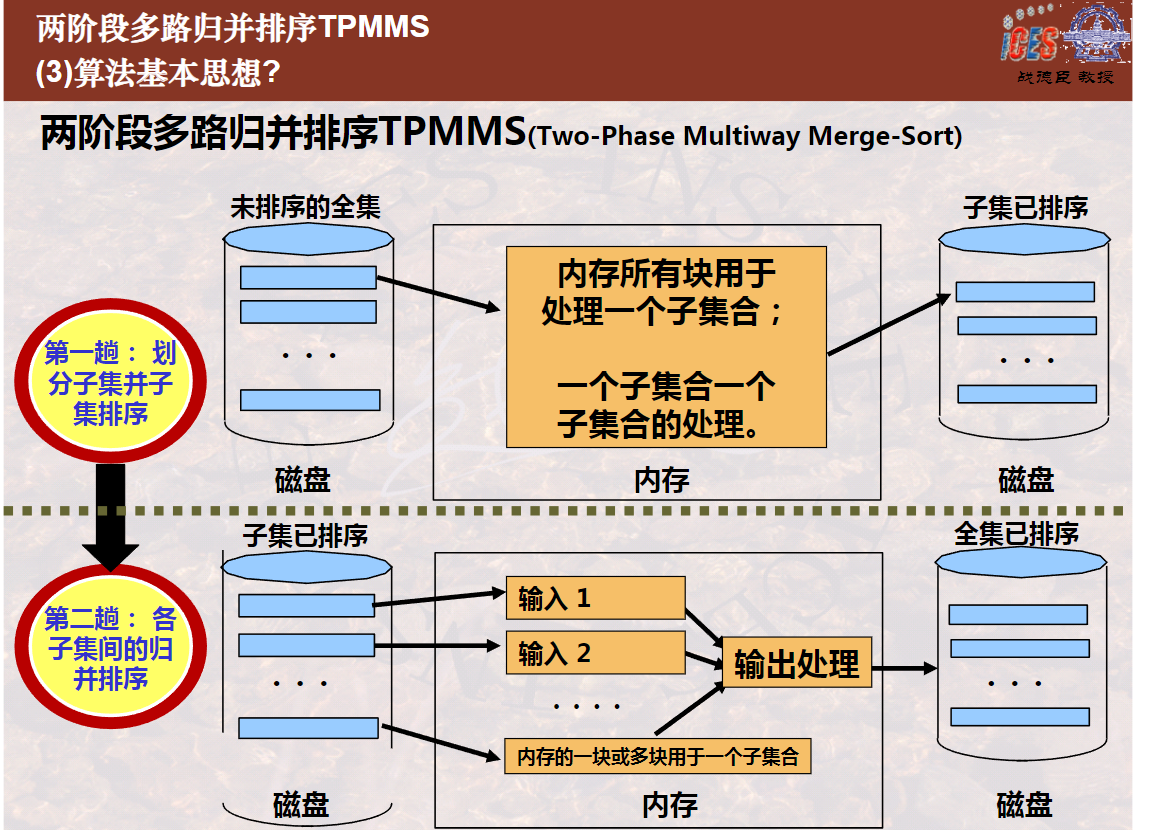 两阶段多路归并排序TPMMS
(3)算法基本思想?
iCES
战德臣 教授
两阶段多路归并排序TPMMS(Two-Phase Multiway Merge-Sort)
未排序的全集
子集已排序
内存所有块用于
处理一个子集合；
一个子集合一个
子集合的处理。
第一趟： 划
分子集并子
集排序
· · ·
· · ·
磁盘
内存
磁盘
子集已排序
全集已排序
第二趟： 各
子集间的归
并排序
输入 1
输入 2
输出处理
· · ·
· · · ·
· · ·
内存的一块或多块用于一个子集合
磁盘
内存
磁盘